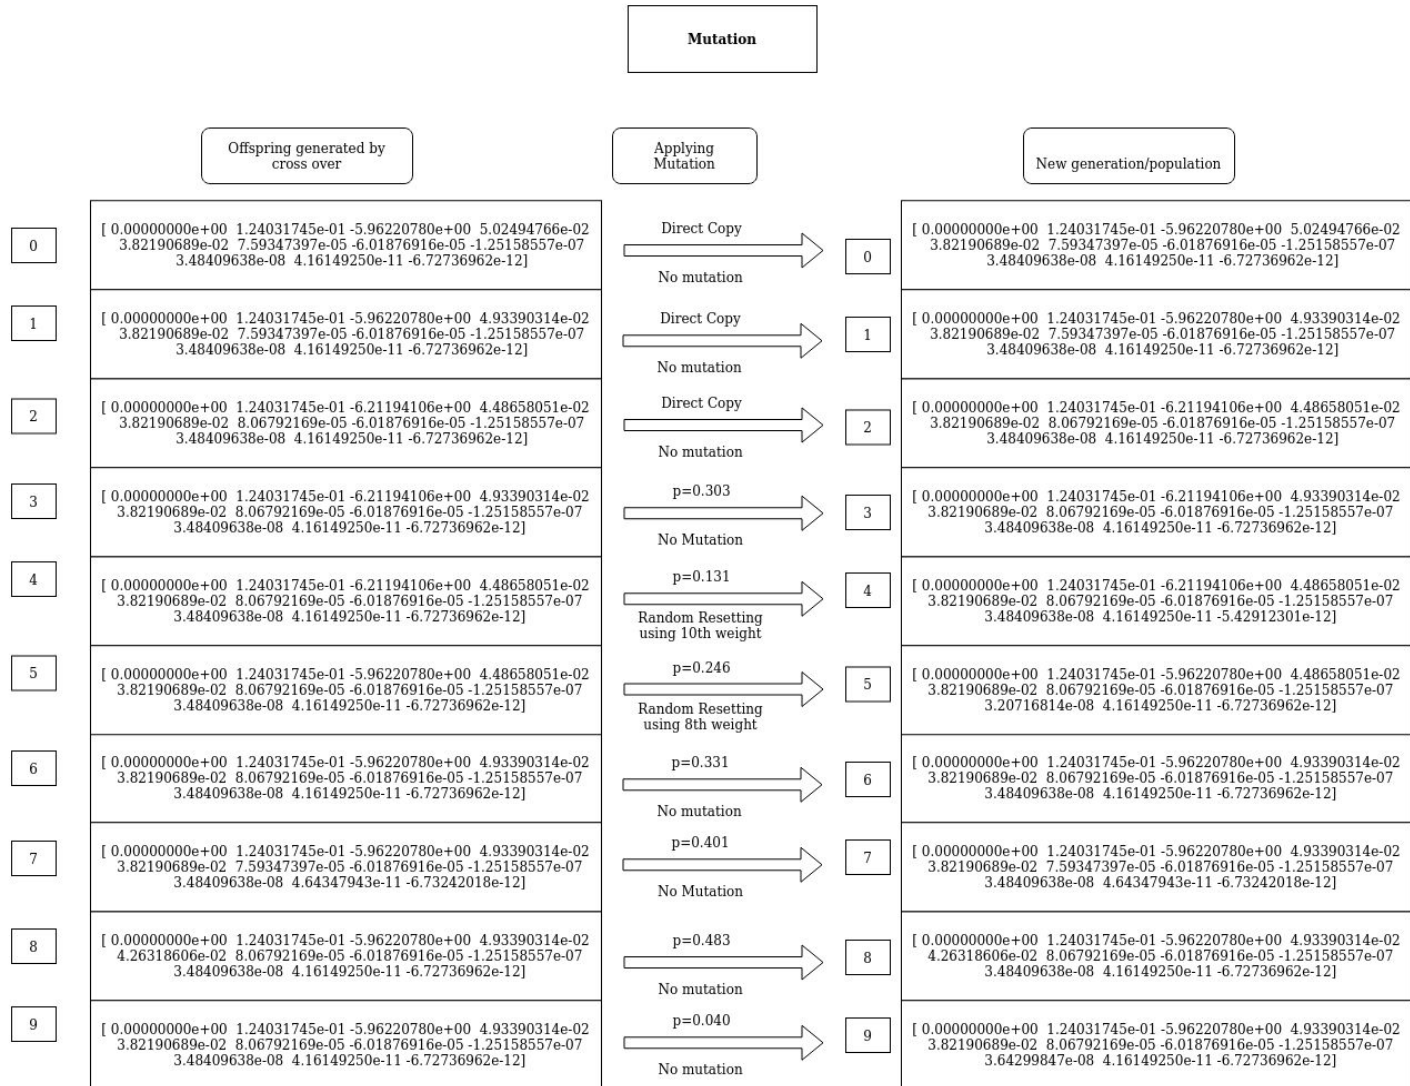 Mutation
Offspring generated by
cross over
Applying
Mutation
New generation/population
0
[ 0.00000000e+00 1.24031745e-01 -5.96220780e+00 5.02494766e-02
3.82190689e-02 7.59347397e-05 -6.01876916e-05 -1.25158557e-07
3.48409638e-08 4.16149250e-11 -6.72736962e-12]
Direct Copy
No mutation
0
[ 0.00000000e+00 1.24031745e-01 -5.96220780e+00 5.02494766e-02
3.82190689e-02 7.59347397e-05 -6.01876916e-05 -1.25158557e-07
3.48409638e-08 4.16149250e-11 -6.72736962e-12]
1
[ 0.00000000e+00 1.24031745e-01 -5.96220780e+00 4.93390314e-02
3.82190689e-02 7.59347397e-05 -6.01876916e-05 -1.25158557e-07
3.48409638e-08 4.16149250e-11 -6.72736962e-12]
Direct Copy
No mutation
1
[ 0.00000000e+00 1.24031745e-01 -5.96220780e+00 4.93390314e-02
3.82190689e-02 7.59347397e-05 -6.01876916e-05 -1.25158557e-07
3.48409638e-08 4.16149250e-11 -6.72736962e-12]
2
[ 0.00000000e+00 1.24031745e-01 -6.21194106e+00 4.48658051e-02
3.82190689e-02 8.06792169e-05 -6.01876916e-05 -1.25158557e-07
3.48409638e-08 4.16149250e-11 -6.72736962e-12]
Direct Copy
No mutation
2
[ 0.00000000e+00 1.24031745e-01 -6.21194106e+00 4.48658051e-02
3.82190689e-02 8.06792169e-05 -6.01876916e-05 -1.25158557e-07
3.48409638e-08 4.16149250e-11 -6.72736962e-12]
3
[ 0.00000000e+00 1.24031745e-01 -6.21194106e+00 4.93390314e-02
3.82190689e-02 8.06792169e-05 -6.01876916e-05 -1.25158557e-07
3.48409638e-08 4.16149250e-11 -6.72736962e-12]
p=0.303
No Mutation
3
[ 0.00000000e+00 1.24031745e-01 -6.21194106e+00 4.93390314e-02
3.82190689e-02 8.06792169e-05 -6.01876916e-05 -1.25158557e-07
3.48409638e-08 4.16149250e-11 -6.72736962e-12]
4
[ 0.00000000e+00 1.24031745e-01 -6.21194106e+00 4.48658051e-02
3.82190689e-02 8.06792169e-05 -6.01876916e-05 -1.25158557e-07
3.48409638e-08 4.16149250e-11 -6.72736962e-12]
p=0.131
Random Resetting
using 10th weight
4
[ 0.00000000e+00 1.24031745e-01 -6.21194106e+00 4.48658051e-02
3.82190689e-02 8.06792169e-05 -6.01876916e-05 -1.25158557e-07
3.48409638e-08 4.16149250e-11 -5.42912301e-12]
5
[ 0.00000000e+00 1.24031745e-01 -5.96220780e+00 4.48658051e-02
3.82190689e-02 8.06792169e-05 -6.01876916e-05 -1.25158557e-07
3.48409638e-08 4.16149250e-11 -6.72736962e-12]
p=0.246
Random Resetting
using 8th weight
5
[ 0.00000000e+00 1.24031745e-01 -5.96220780e+00 4.48658051e-02
3.82190689e-02 8.06792169e-05 -6.01876916e-05 -1.25158557e-07
3.20716814e-08 4.16149250e-11 -6.72736962e-12]
6
[ 0.00000000e+00 1.24031745e-01 -5.96220780e+00 4.93390314e-02
3.82190689e-02 8.06792169e-05 -6.01876916e-05 -1.25158557e-07
3.48409638e-08 4.16149250e-11 -6.72736962e-12]
p=0.331
No mutation
6
[ 0.00000000e+00 1.24031745e-01 -5.96220780e+00 4.93390314e-02
3.82190689e-02 8.06792169e-05 -6.01876916e-05 -1.25158557e-07
3.48409638e-08 4.16149250e-11 -6.72736962e-12]
7
[ 0.00000000e+00 1.24031745e-01 -5.96220780e+00 4.93390314e-02
3.82190689e-02 7.59347397e-05 -6.01876916e-05 -1.25158557e-07
3.48409638e-08 4.64347943e-11 -6.73242018e-12]
p=0.401
No Mutation
7
[ 0.00000000e+00 1.24031745e-01 -5.96220780e+00 4.93390314e-02
3.82190689e-02 7.59347397e-05 -6.01876916e-05 -1.25158557e-07
3.48409638e-08 4.64347943e-11 -6.73242018e-12]
8
[ 0.00000000e+00 1.24031745e-01 -5.96220780e+00 4.93390314e-02
4.26318606e-02 8.06792169e-05 -6.01876916e-05 -1.25158557e-07
3.48409638e-08 4.16149250e-11 -6.72736962e-12]
p=0.483
No mutation
8
[ 0.00000000e+00 1.24031745e-01 -5.96220780e+00 4.93390314e-02
4.26318606e-02 8.06792169e-05 -6.01876916e-05 -1.25158557e-07
3.48409638e-08 4.16149250e-11 -6.72736962e-12]
9
[ 0.00000000e+00 1.24031745e-01 -5.96220780e+00 4.93390314e-02
3.82190689e-02 8.06792169e-05 -6.01876916e-05 -1.25158557e-07
3.48409638e-08 4.16149250e-11 -6.72736962e-12]
p=0.040
No mutation
9
[ 0.00000000e+00 1.24031745e-01 -5.96220780e+00 4.93390314e-02
3.82190689e-02 8.06792169e-05 -6.01876916e-05 -1.25158557e-07
3.64299847e-08 4.16149250e-11 -6.72736962e-12]